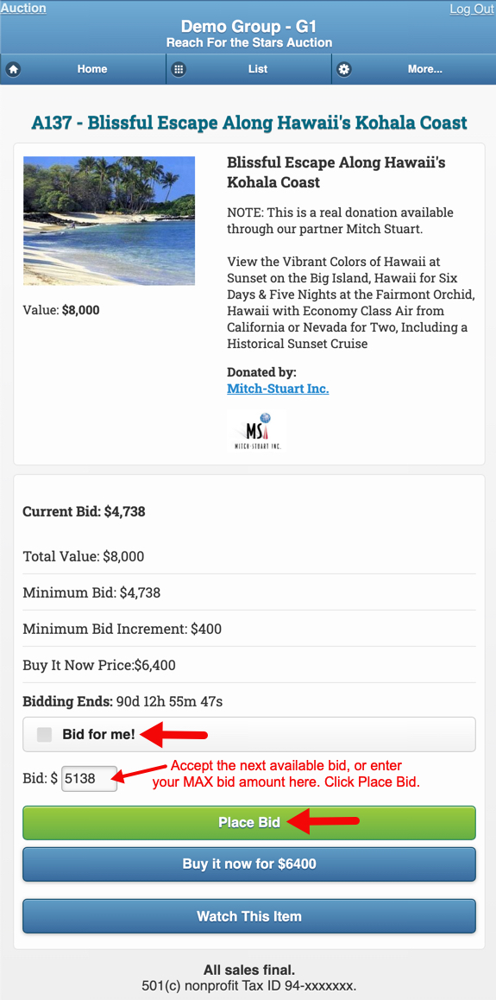 Auction
Log Out
Demo Group - G1
Reach For the Stars Auction
Home
List
More...
A137 - Blissful Escape Along Hawaii's Kohala Coast
Blissful Escape Along Hawaii's
Kohala Coast
NOTE: This is a real donation available
through our partner Mitch Stuart.
View the Vibrant Colors of Hawaii at
Sunset on the Big Island, Hawaii for Six
Days & Five Nights at the Fairmont Orchid,
Hawaii with Economy Class Air from
California or Nevada for Two, Including a
Historical Sunset Cruise
Value: $8,000
Donated by:
Mitch-Stuart Inc.
MS
MITCH-STUART INC.
Current Bid: $4,738
Total Value: $8,000
Minimum Bid: $4,738
Minimum Bid Increment: $400
Buy It Now Price:$6,400
Bidding Ends: 90d 12h 55m 47s
Bid for me!
Bid: $ 5138
Accept the next available bid, or enter
your MAX bid amount here. Click Place Bid.
Place Bid
Buy it now for $6400
Watch This Item
All sales final.
501(c) nonprofit Tax ID 94-xxxxxxx.